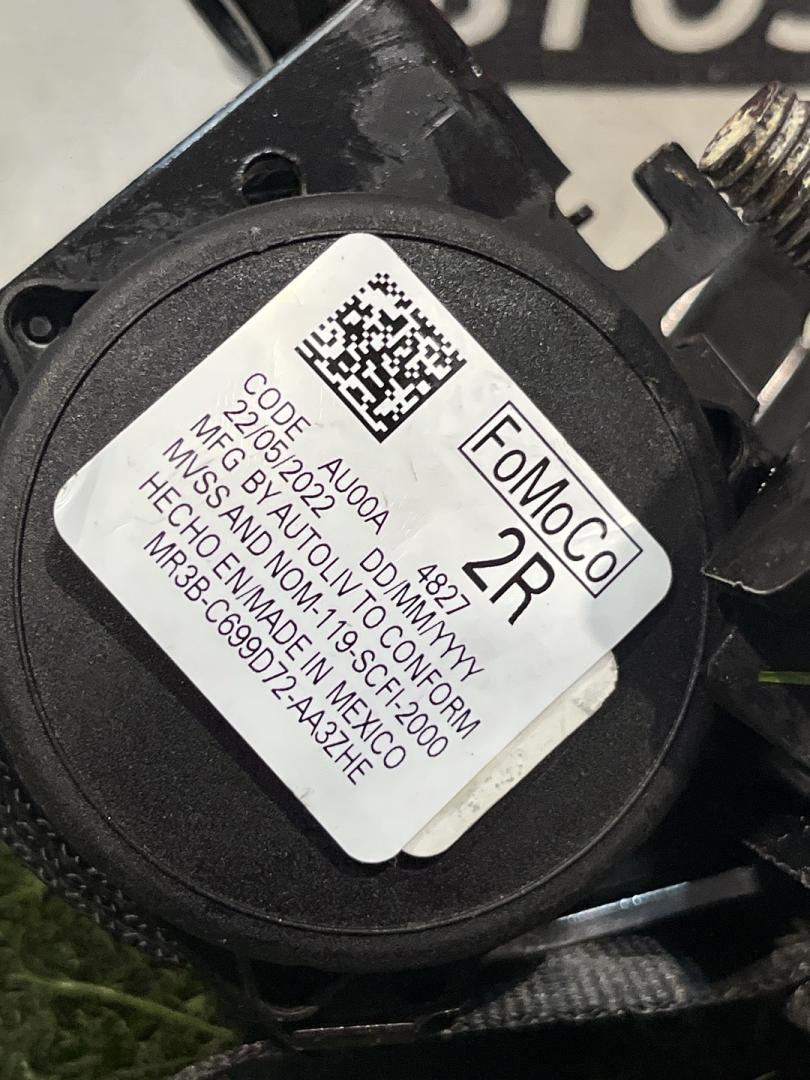 FoMoCo
2R
CODE AU00A 4827
22/05/2022 DD/MM/YYYY
MFG BY AUTOLIV TO CONFORM
MVSS AND NOM-119-SCFI-2000
HECHO EN/MADE IN MEXICO
MR3B-C699D72-AA3ZHE